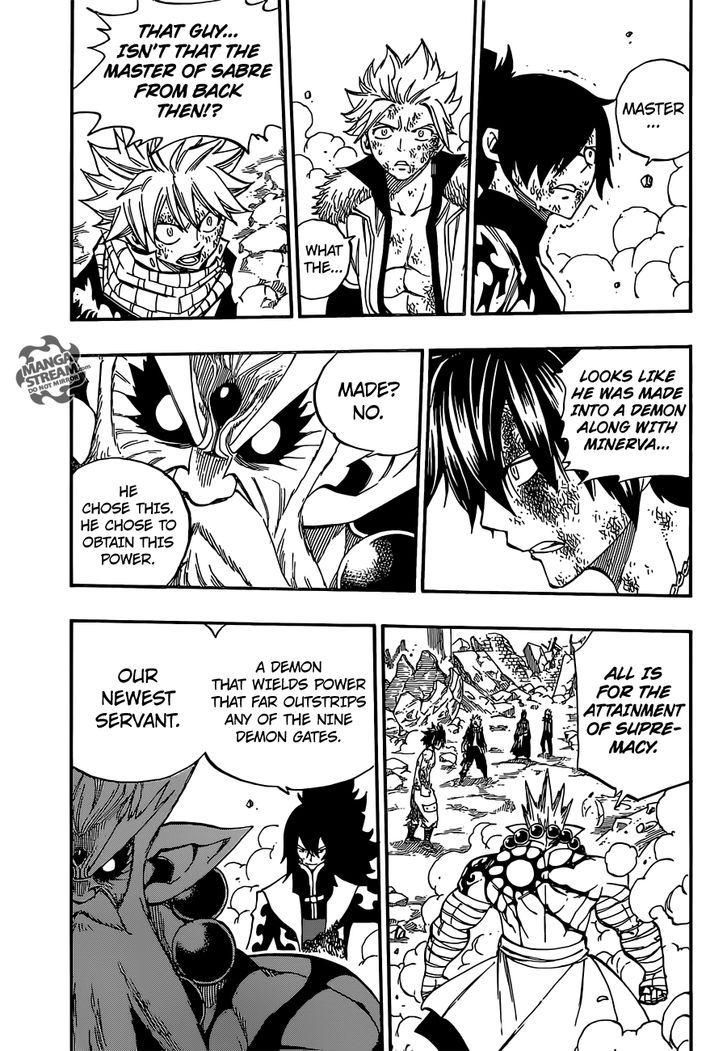 MASTER
...
WHAT
THE...
THAT GUY...
ISN'T THAT THE
MASTER OF SABRE
FROM BACK
THEN!?
LOOKS LIKE
HE WAS MADE
INTO A DEMON
ALONG WITH
MINERVA...
MADE?
NO.
HE
CHOSE THIS.
HE CHOSE TO
OBTAIN THIS
POWER.
MANGA
STREAM
DO NOT MIRROR
ALL IS
FOR THE
ATTAINMENT
OF SUPRE-
MACY.
A DEMON
THAT WIELDS POWER
THAT FAR OUTSTRIPS
ANY OF THE NINE
DEMON GATES.
OUR
NEWEST
SERVANT.